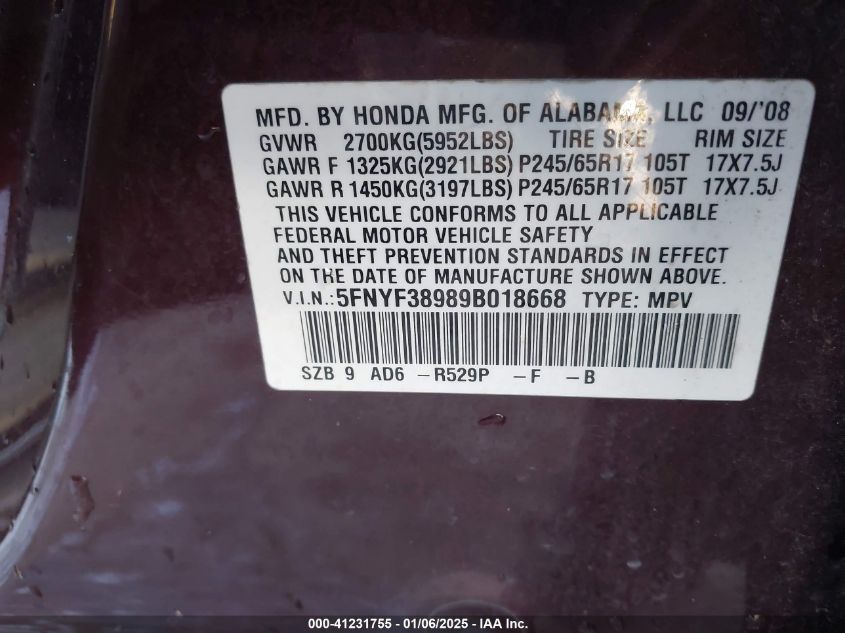 MFD. BY HONDA MFG. OF ALABAMA, LLC 09/'08
GVWR 2700KG(5952LBS) TIRE SIZE RIM SIZE
GAWR F 1325KG(2921LBS) P245/65R17 105T 17X7.5J
GAWR R 1450KG(3197LBS) P245/65R17 105T 17X7.5J
THIS VEHICLE CONFORMS TO ALL APPLICABLE
FEDERAL MOTOR VEHICLE SAFETY
AND THEFT PREVENTION STANDARDS IN EFFECT
ON THE DATE OF MANUFACTURE SHOWN ABOVE.
V.I.N.:5FNYF38989B018668 TYPE: MPV
SZB 9 AD6 -R529P -F -B
000-41231755 - 01/06/2025 - IAA Inc.